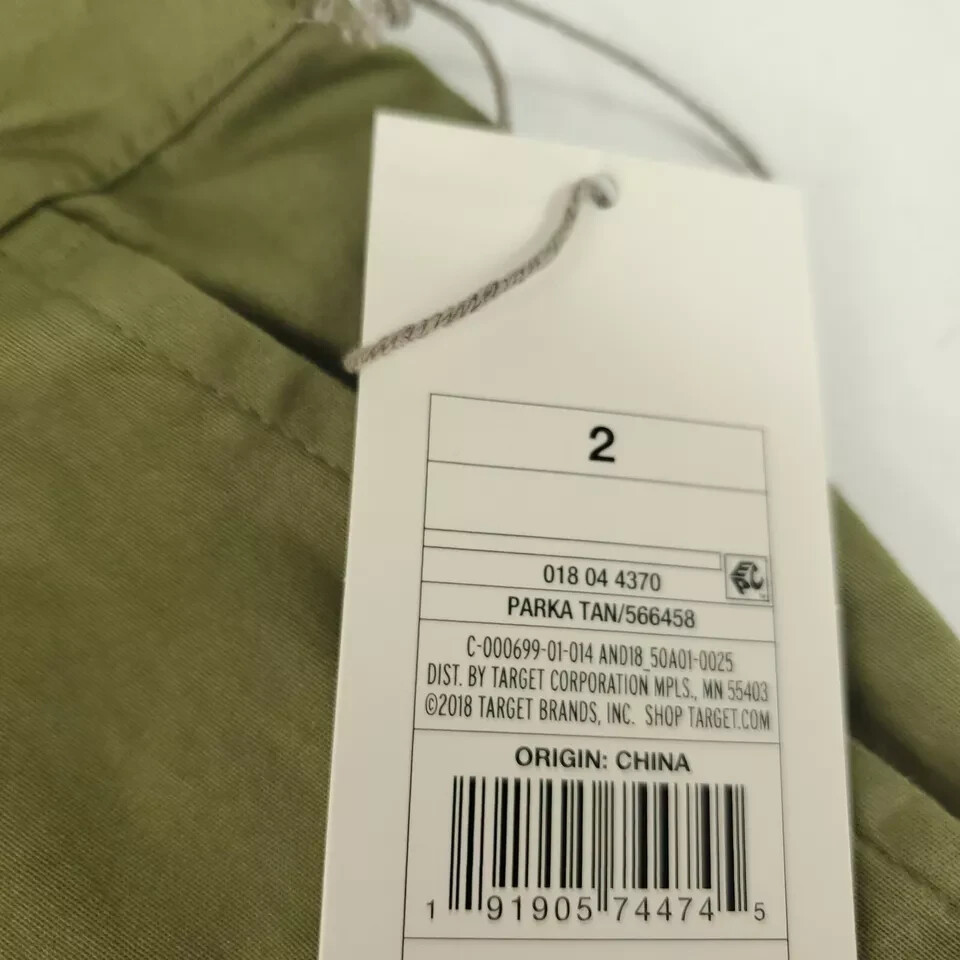 2
018 04 4370
PARKA TAN/566458
C-000699-01-014 AND18_50A01-0025
DIST. BY TARGET CORPORATION MPLS., MN 55403
©2018 TARGET BRANDS, INC. SHOP TARGET.COM
ORIGIN: CHINA
1 91905 74474 5